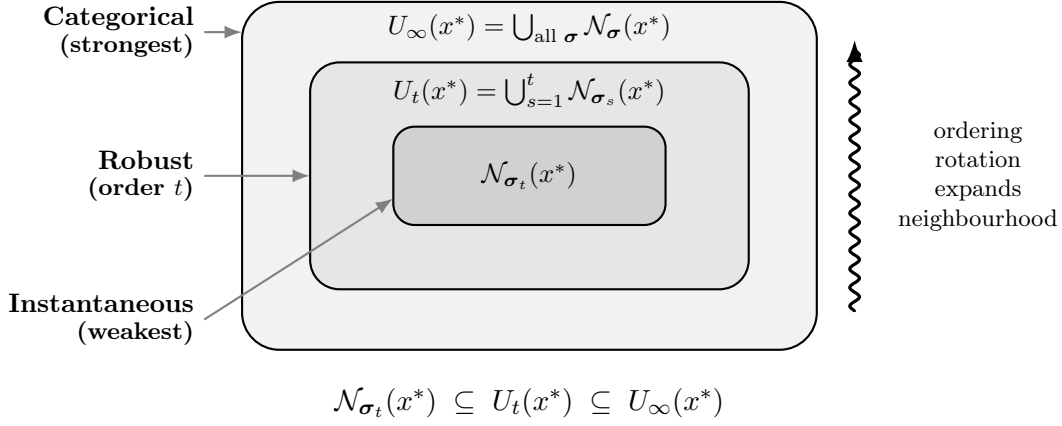 Categorical
(strongest)
U_∞(x*) = ⋃_{all σ} 𝒩_σ(x*)
U_t(x*) = ⋃_{s=1}^{t} 𝒩_{σ_s}(x*)
Robust
(order t)
𝒩_{σ_t}(x*)
Instantaneous
(weakest)
ordering
rotation
expands
neighbourhood
𝒩_{σ_t}(x*) ⊆ U_t(x*) ⊆ U_∞(x*)